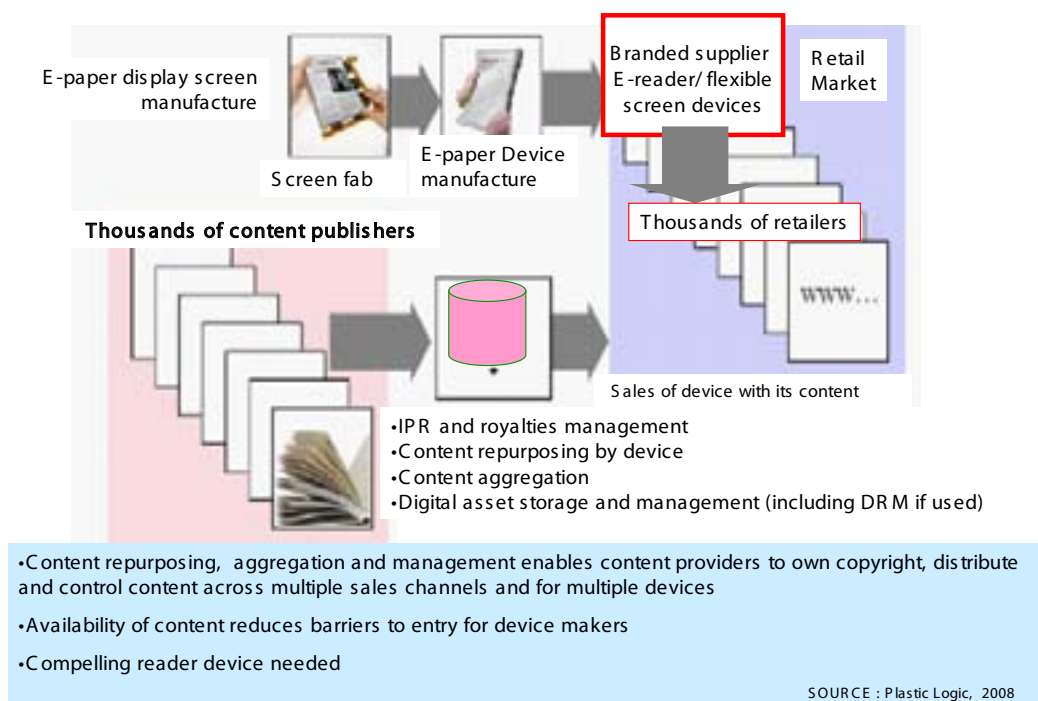 E-paper display screen
manufacture
Screen fab
E-paper Device
manufacture
Branded supplier
E-reader/ flexible
screen devices
Retail
Market
Thousands of retailers
Thousands of content publishers
www...
Sales of device with its content
•IPR and royalties management
•Content repurposing by device
•Content aggregation
•Digital asset storage and management (including DRM if used)
•Content repurposing, aggregation and management enables content providers to own copyright, distribute
and control content across multiple sales channels and for multiple devices
•Availability of content reduces barriers to entry for device makers
•Compelling reader device needed
SOURCE : Plastic Logic, 2008